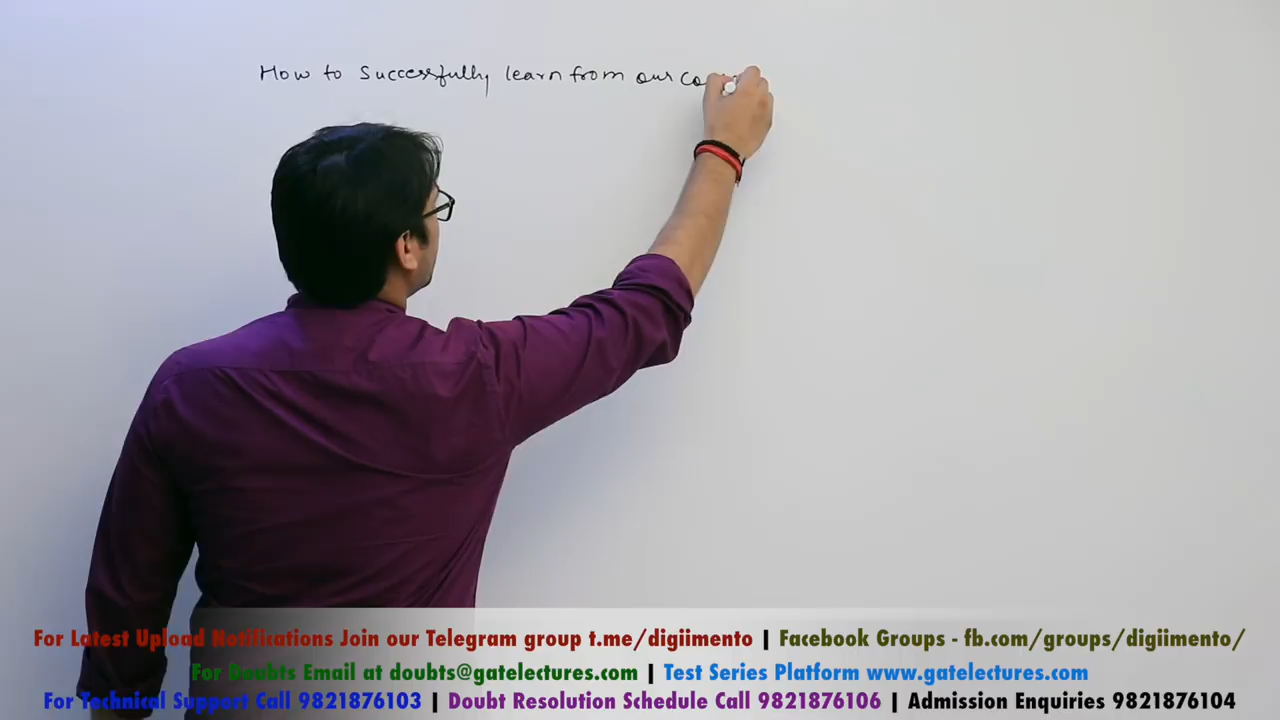 How to Successfully learn from our
For Latest Upload Notifications Join our Telegram group t.me/digiimento | Facebook Groups - fb.com/groups/digiimento/
For Doubts Email at doubts@gatelectures.com | Test Series Platform www.gatelectures.com
For Technical Support Call 9821876103 | Doubt Resolution Schedule Call 9821876106 | Admission Enquiries 9821876104